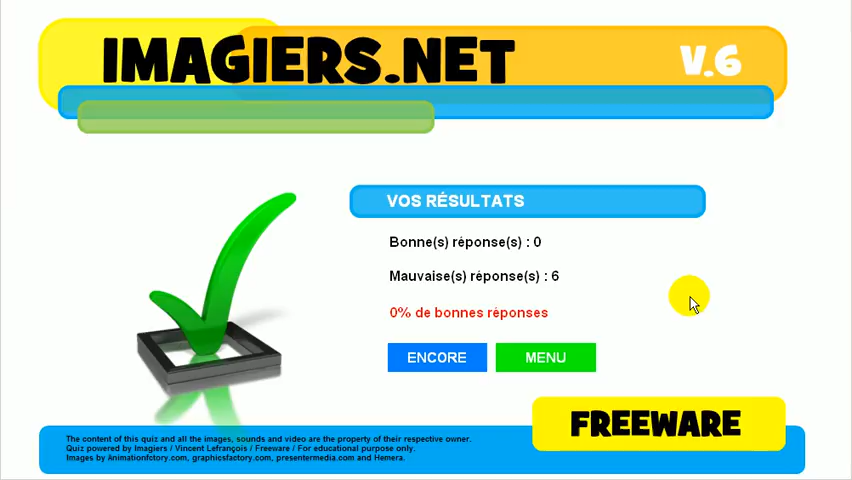 IMAGIERS.NET
V.6
VOS RÉSULTATS
Bonne(s) réponse(s) : 0
Mauvaise(s) réponse(s) : 6
0% de bonnes réponses
ENCORE
MENU
FREEWARE
The content of this quiz and all the images, sounds and video are the property of their respective owner.
Quiz powered by Imagiers / Vincent Lefrançois / Freeware / For educational purpose only.
Images by Animationfctory.com, graphicsfactory.com, presentermedia.com and Hemera.